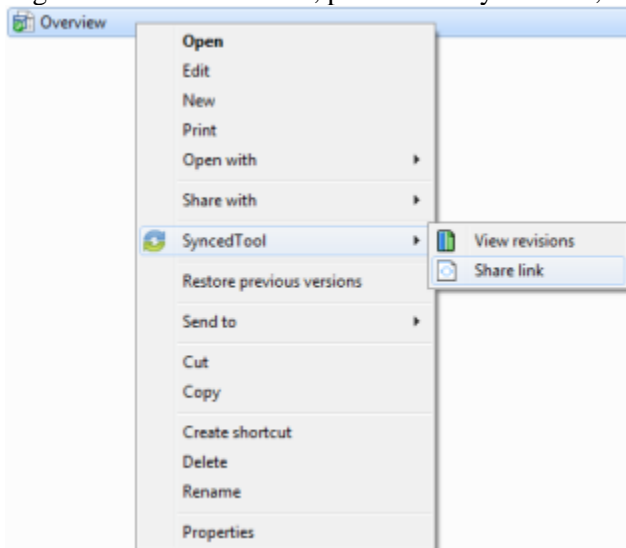 Overview
Open
Edit
New
Print
Open with
Share with
SyncedTool
View revisions
Share link
Restore previous versions
Send to
Cut
Copy
Create shortcut
Delete
Rename
Properties